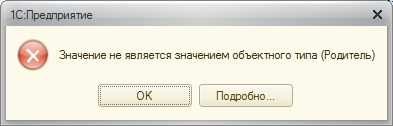 1С:Предприятие
Значение не является значением объектного типа (Родитель)
OK
Подробно...